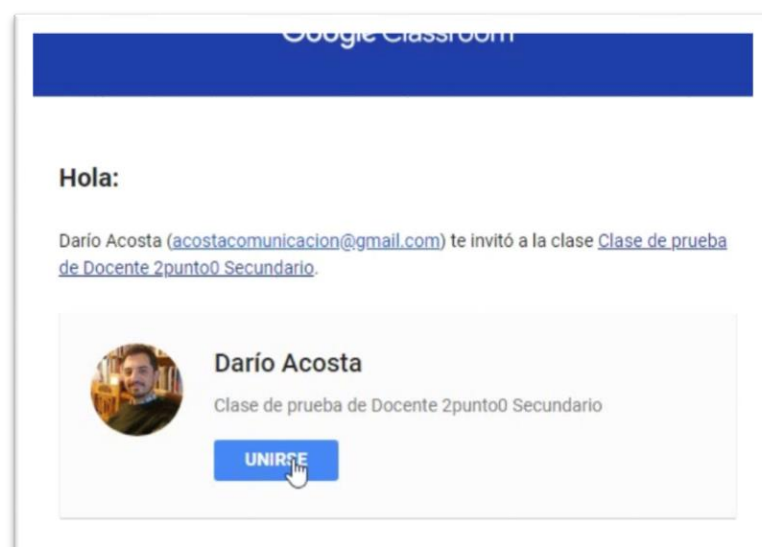 Google Classroom
Hola:
Darío Acosta (acostacomunicacion@gmail.com) te invitó a la clase Clase de prueba
de Docente 2punto0 Secundario.
Darío Acosta
Clase de prueba de Docente 2punto0 Secundario
UNIRSE